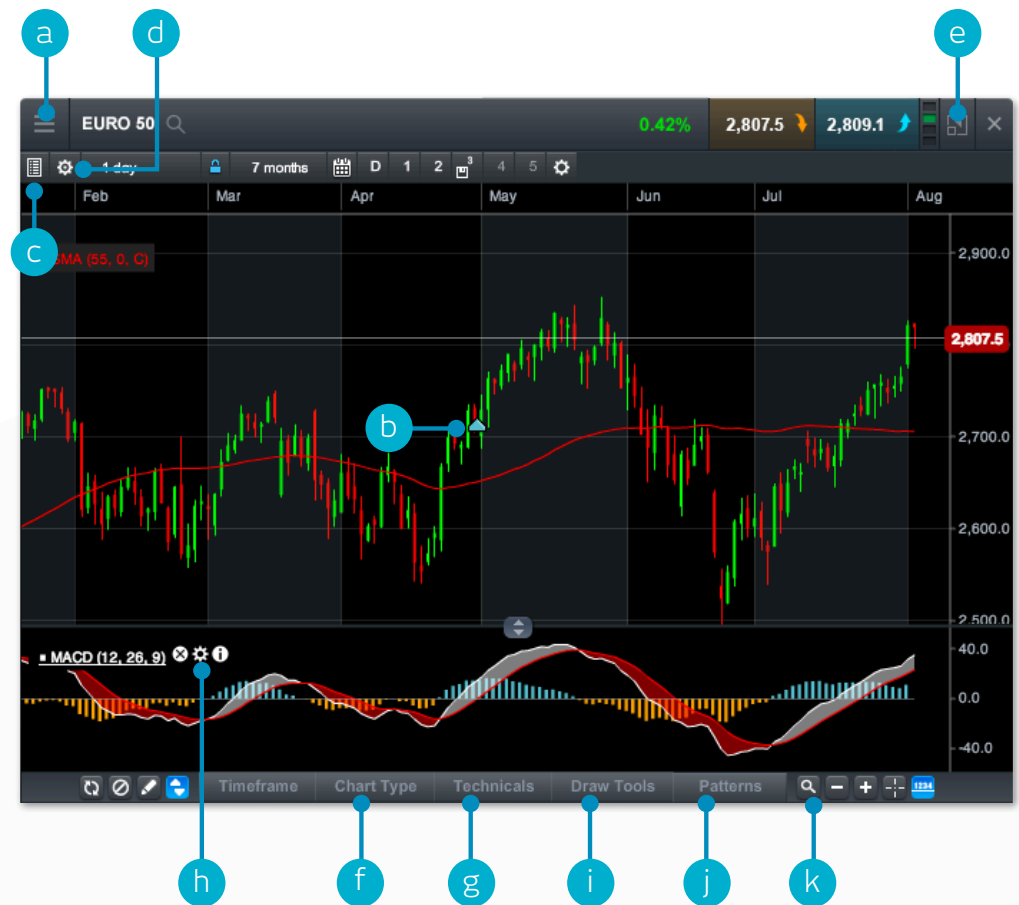 a d e
EURO 50 0.42% 2,807.5 2,809.1
1 day 7 months D 1 2 3 4 5
Feb Mar Apr May Jun Jul Aug
c
SMA (55, 0, C)
2,900.0
2,807.5
b
2,700.0
2,600.0
2,500.0
MACD (12, 26, 9)
40.0
0.0
-40.0
Timeframe Chart Type Technicals Draw Tools Patterns 1234
h f g i j k